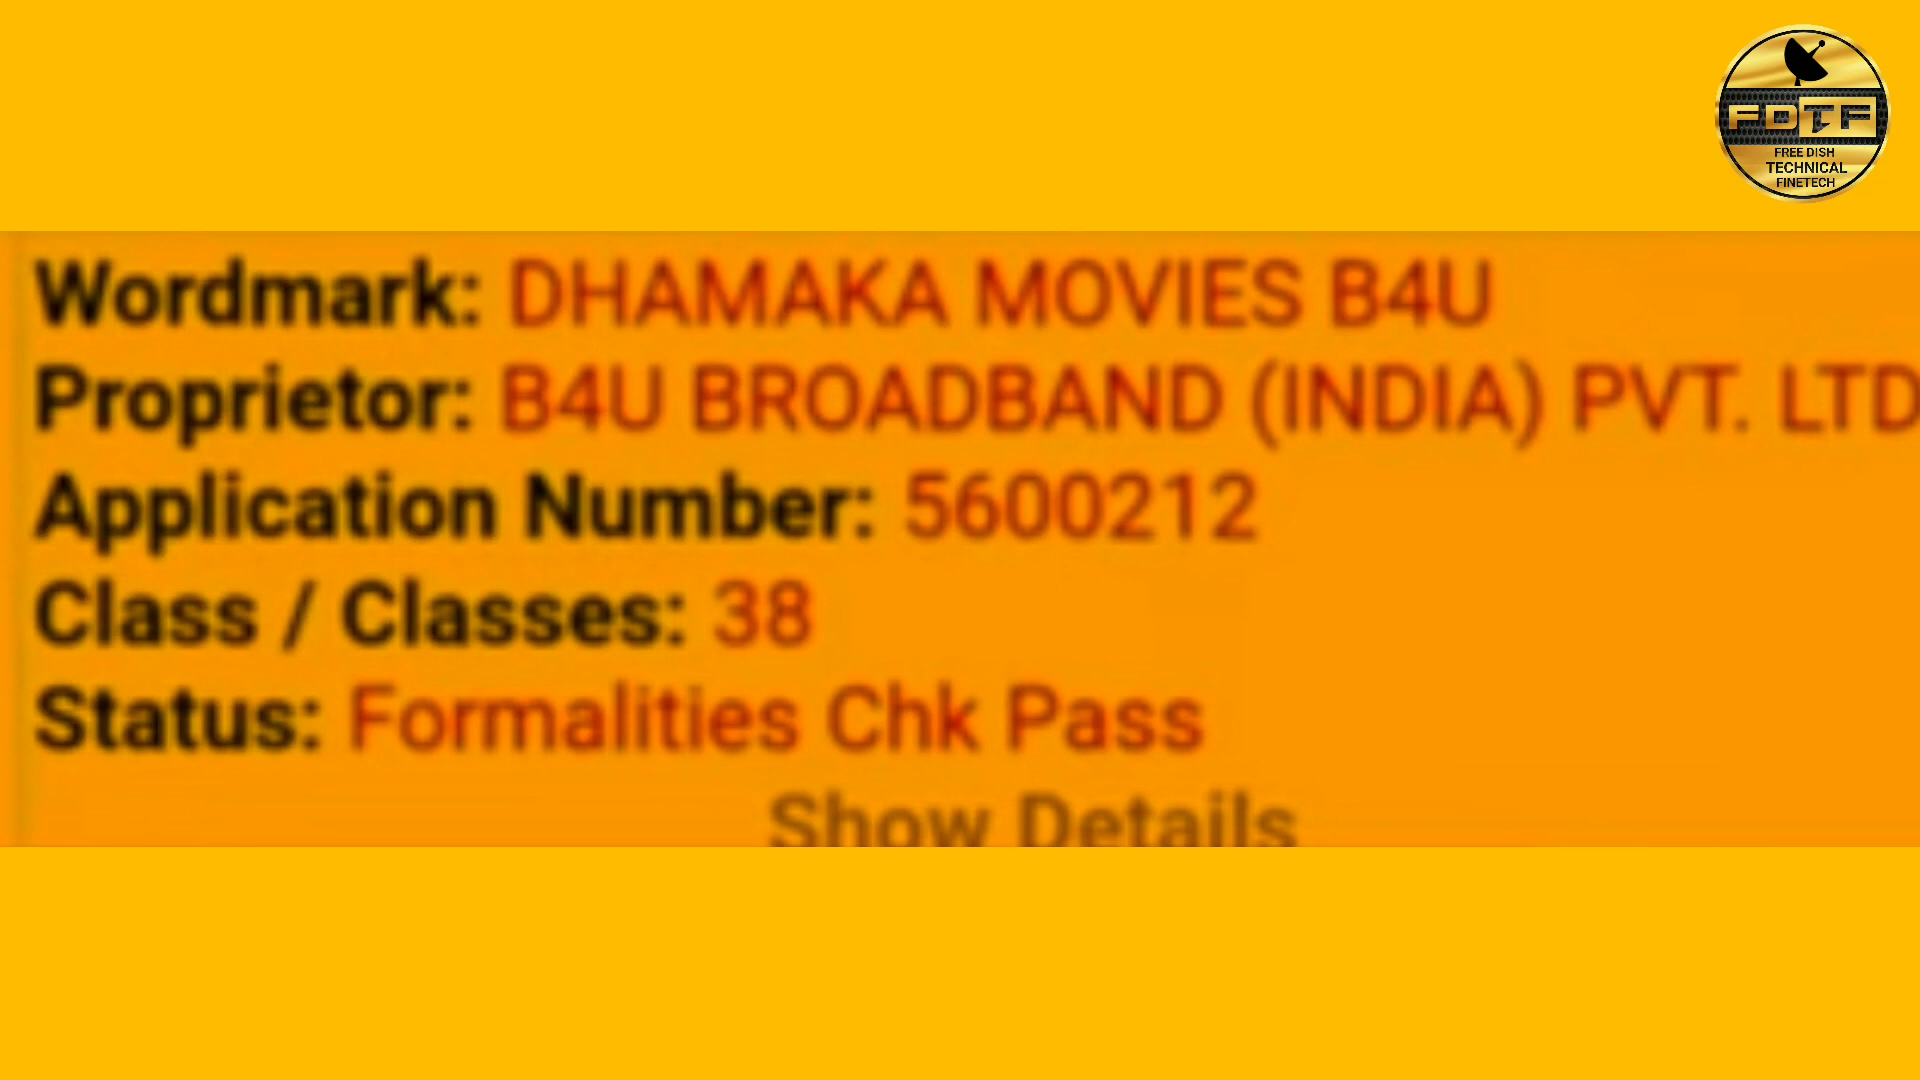 FDTF
FREE DISH
TECHNICAL
FINETECH
Wordmark: DHAMAKA MOVIES B4U
Proprietor: B4U BROADBAND (INDIA) PVT. LTD
Application Number: 5600212
Class / Classes: 38
Status: Formalities Chk Pass
Show Details